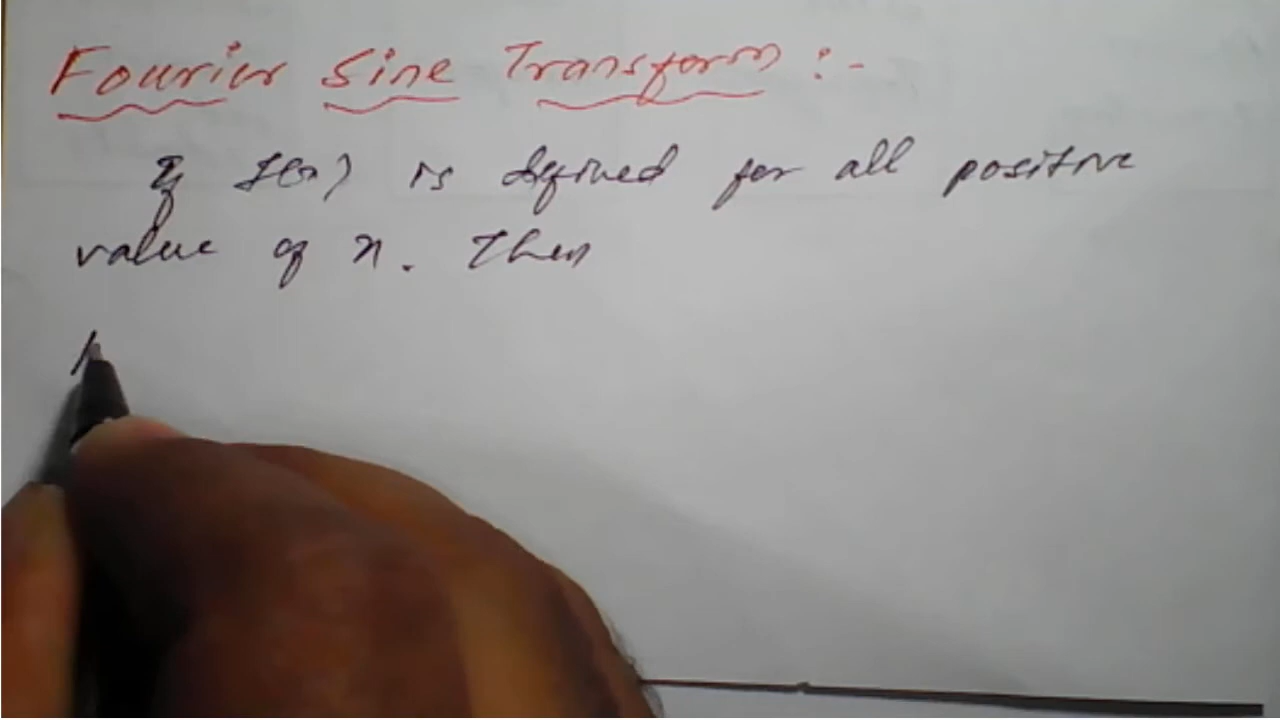 Fourier Sine Transform :-
If f(x) is defined for all positive
value of x. Then